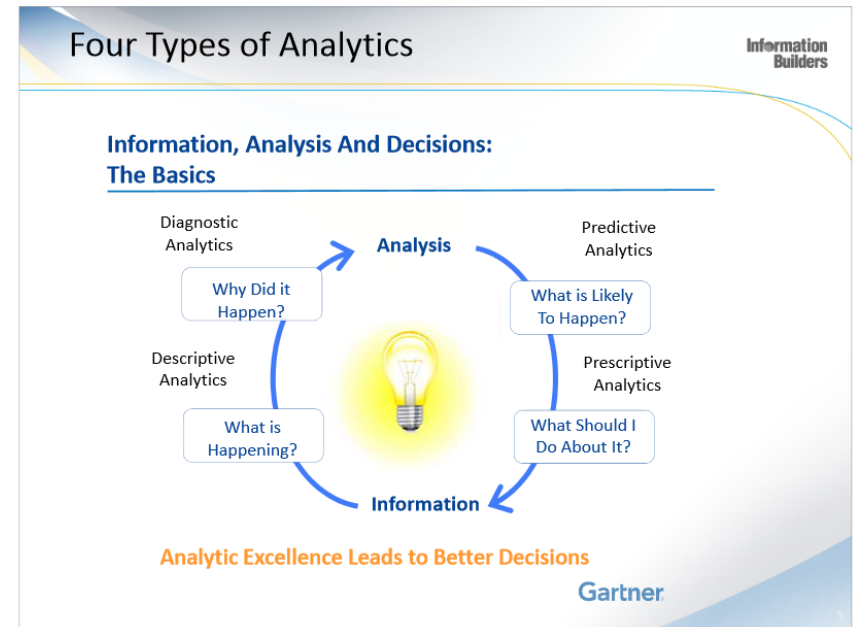 Four Types of Analytics
Information
Builders
Information, Analysis And Decisions:
The Basics
Diagnostic
Analytics
Analysis
Predictive
Analytics
Why Did it
Happen?
What is Likely
To Happen?
Descriptive
Analytics
Prescriptive
Analytics
What is
Happening?
What Should I
Do About It?
Information
Analytic Excellence Leads to Better Decisions
Gartner
5